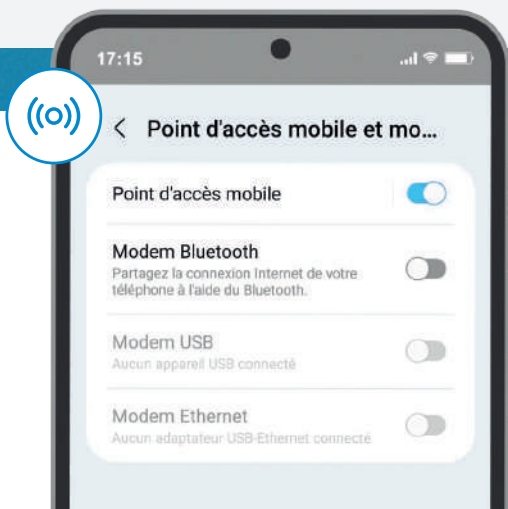 17:15
Point d'accès mobile et mo...
Point d'accès mobile
Modem Bluetooth
Partagez la connexion Internet de votre
téléphone à l'aide du Bluetooth.
Modem USB
Aucun appareil USB connecté
Modem Ethernet
Aucun adaptateur USB-Ethernet connecté